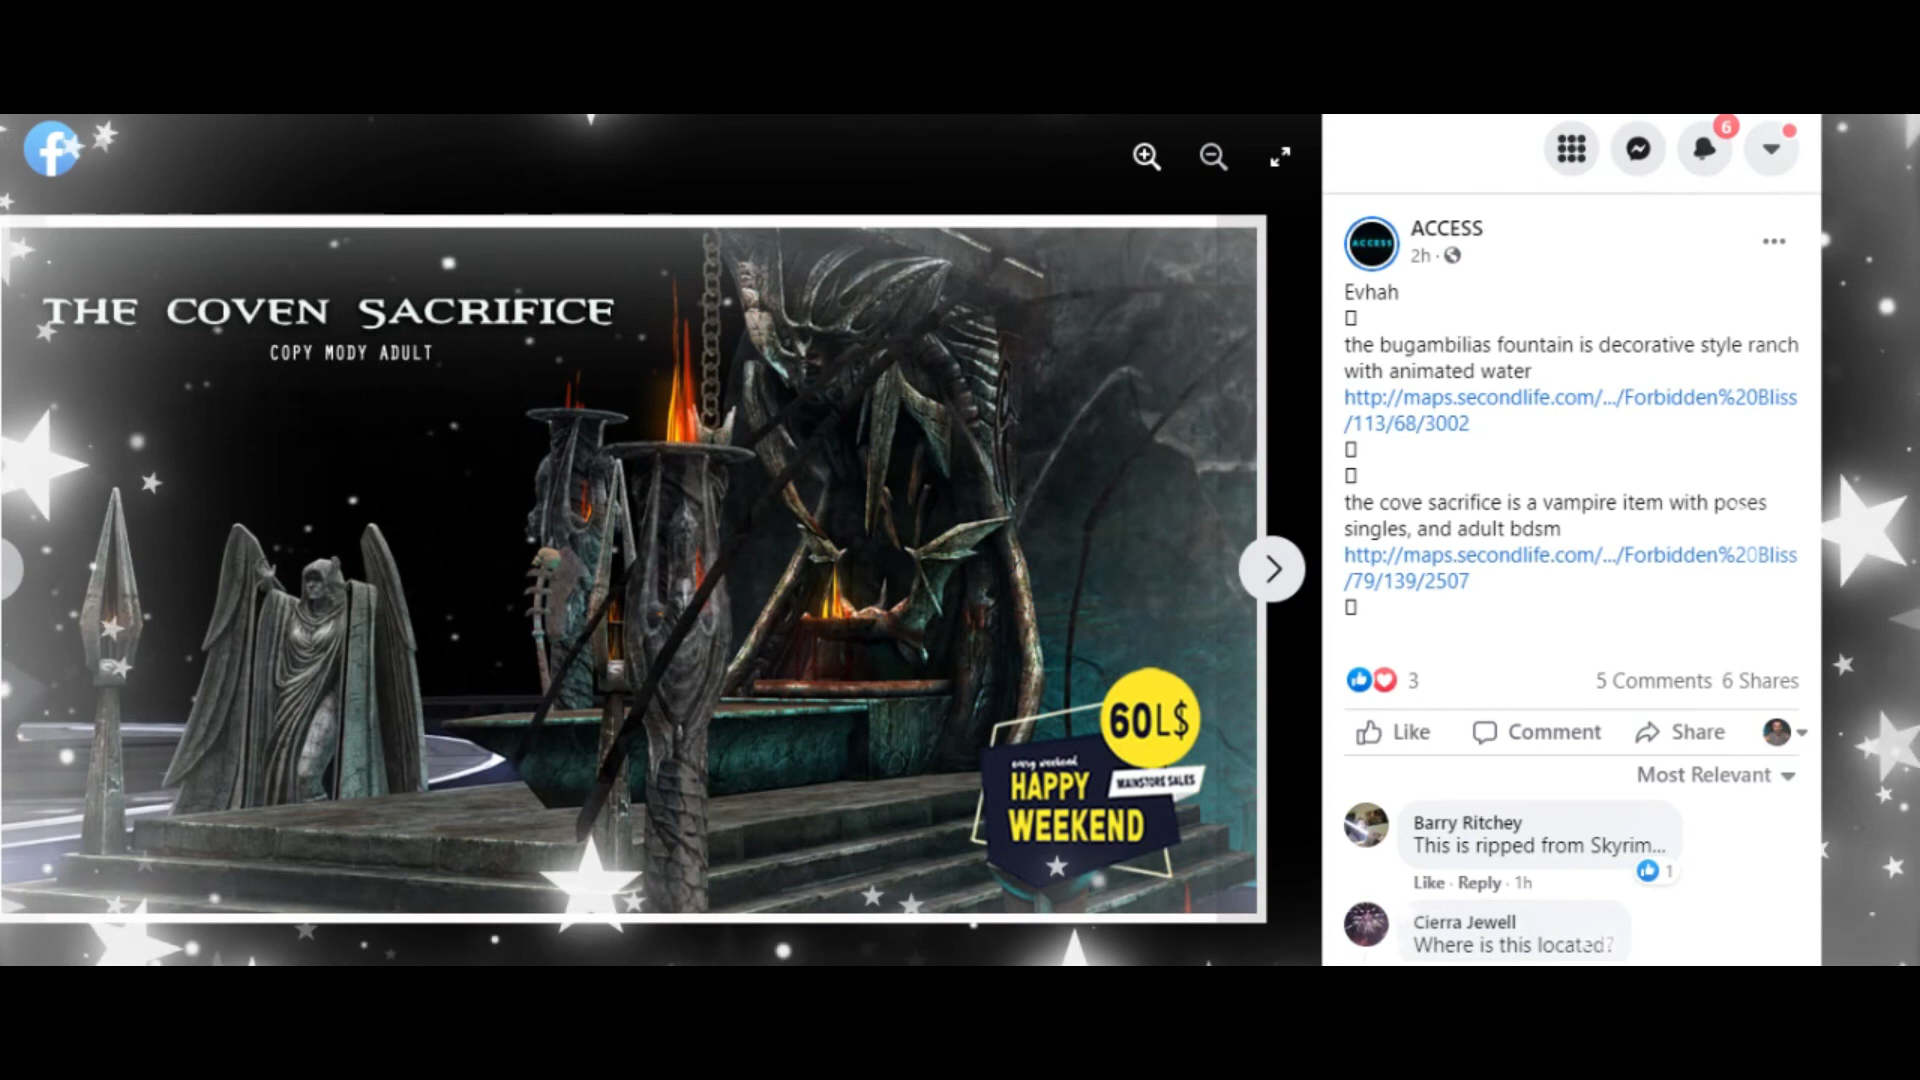 THE COVEN SACRIFICE
COPY MODY ADULT
60L$
every weekend
HAPPY
MAINSTORE SALES
WEEKEND
6
ACCESS
ACCESS
2h
Evhah
the bugambilias fountain is decorative style ranch
with animated water
http://maps.secondlife.com/.../Forbidden%20Bliss
/113/68/3002
the cove sacrifice is a vampire item with poses
singles, and adult bdsm
http://maps.secondlife.com/.../Forbidden%20Bliss
/79/139/2507
3
5 Comments 6 Shares
Like Comment Share
Most Relevant
Barry Ritchey
This is ripped from Skyrim...
1
Like · Reply · 1h
Cierra Jewell
Where is this located?